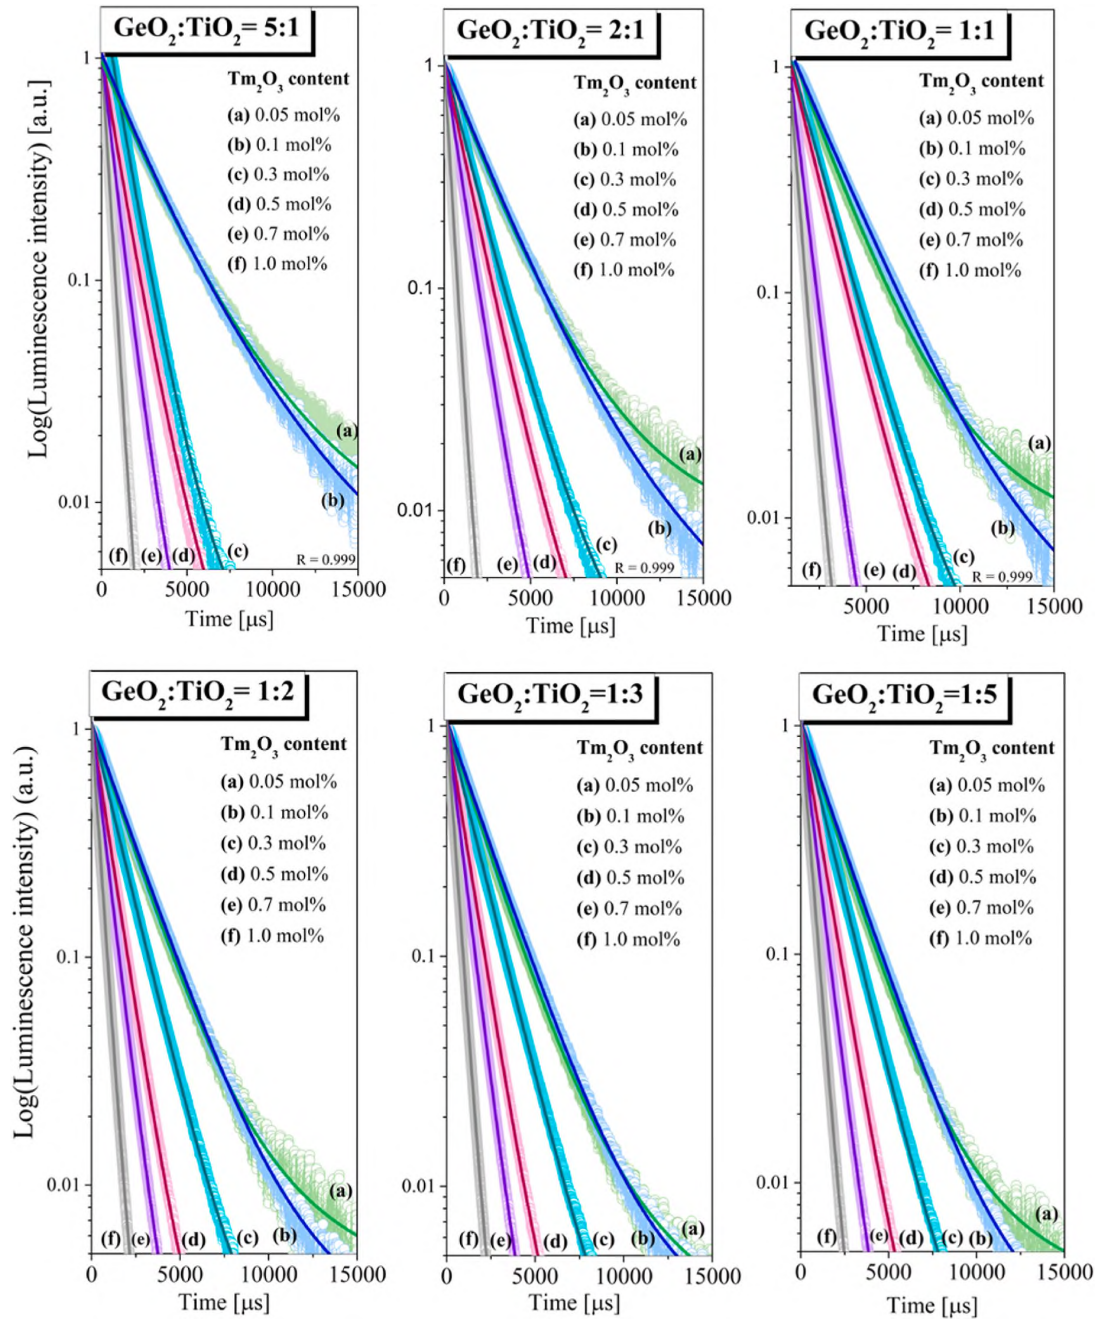 GeO₂:TiO₂= 5:1
Log(Luminescence intensity) [a.u.]
Tm₂O₃ content
(a) 0.05 mol%
(b) 0.1 mol%
(c) 0.3 mol%
(d) 0.5 mol%
(e) 0.7 mol%
(f) 1.0 mol%
1
0.1
0.01
(a)
(b)
(f) (e) (d) (c)
R = 0.999
0 5000 10000 15000
Time [μs]
GeO₂:TiO₂= 2:1
Tm₂O₃ content
(a) 0.05 mol%
(b) 0.1 mol%
(c) 0.3 mol%
(d) 0.5 mol%
(e) 0.7 mol%
(f) 1.0 mol%
1
0.1
0.01
(a)
(b)
(c)
(f) (e) (d)
R = 0.999
0 5000 10000 15000
Time [μs]
GeO₂:TiO₂= 1:1
Tm₂O₃ content
(a) 0.05 mol%
(b) 0.1 mol%
(c) 0.3 mol%
(d) 0.5 mol%
(e) 0.7 mol%
(f) 1.0 mol%
1
0.1
0.01
(a)
(b)
(c)
(f) (e) (d)
R = 0.999
5000 10000 15000
Time [μs]
GeO₂:TiO₂= 1:2
Log(Luminescence intensity) (a.u.)
Tm₂O₃ content
(a) 0.05 mol%
(b) 0.1 mol%
(c) 0.3 mol%
(d) 0.5 mol%
(e) 0.7 mol%
(f) 1.0 mol%
1
0.1
0.01
(a)
(f) (e) (d) (c) (b)
0 5000 10000 15000
Time [μs]
GeO₂:TiO₂=1:3
Tm₂O₃ content
(a) 0.05 mol%
(b) 0.1 mol%
(c) 0.3 mol%
(d) 0.5 mol%
(e) 0.7 mol%
(f) 1.0 mol%
1
0.1
0.01
(a)
(f) (e) (d) (c) (b)
0 5000 10000 15000
Time [μs]
GeO₂:TiO₂=1:5
Tm₂O₃ content
(a) 0.05 mol%
(b) 0.1 mol%
(c) 0.3 mol%
(d) 0.5 mol%
(e) 0.7 mol%
(f) 1.0 mol%
1
0.1
0.01
(a)
(f) (e) (d) (c) (b)
0 5000 10000 15000
Time [μs]